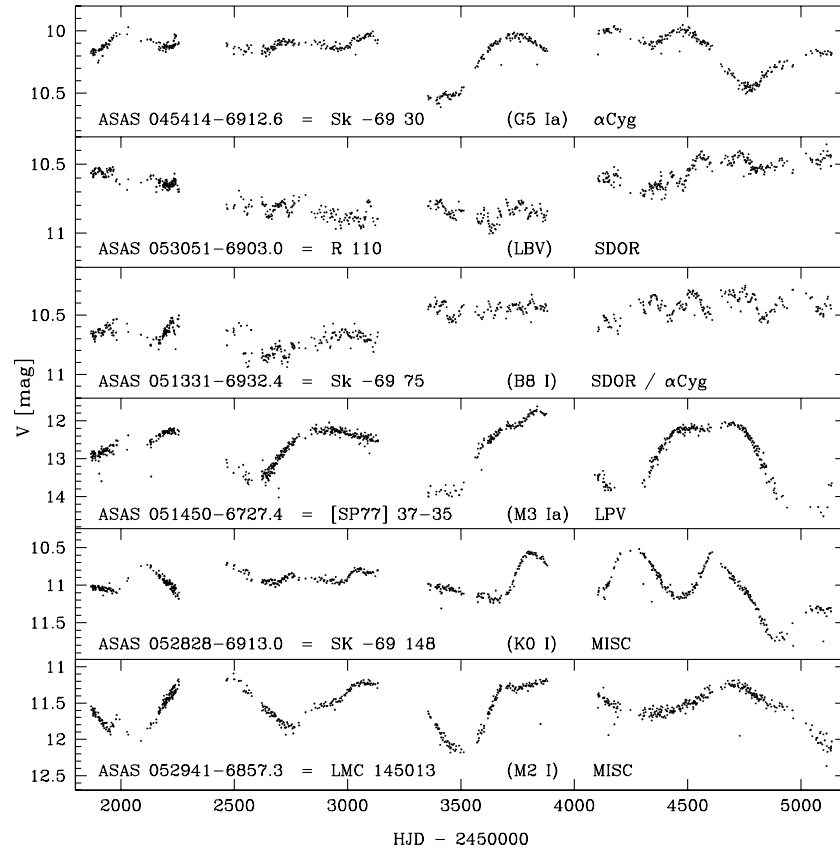 10
10.5
ASAS 045414−6912.6 = Sk −69 30 (G5 Ia) αCyg
10.5
11
ASAS 053051−6903.0 = R 110 (LBV) SDOR
10.5
11
ASAS 051331−6932.4 = Sk −69 75 (B8 I) SDOR / αCyg
V [mag]
12
13
14
ASAS 051450−6727.4 = [SP77] 37−35 (M3 Ia) LPV
10.5
11
11.5
ASAS 052828−6913.0 = SK −69 148 (K0 I) MISC
11
11.5
12
12.5
ASAS 052941−6857.3 = LMC 145013 (M2 I) MISC
2000 2500 3000 3500 4000 4500 5000
HJD − 2450000